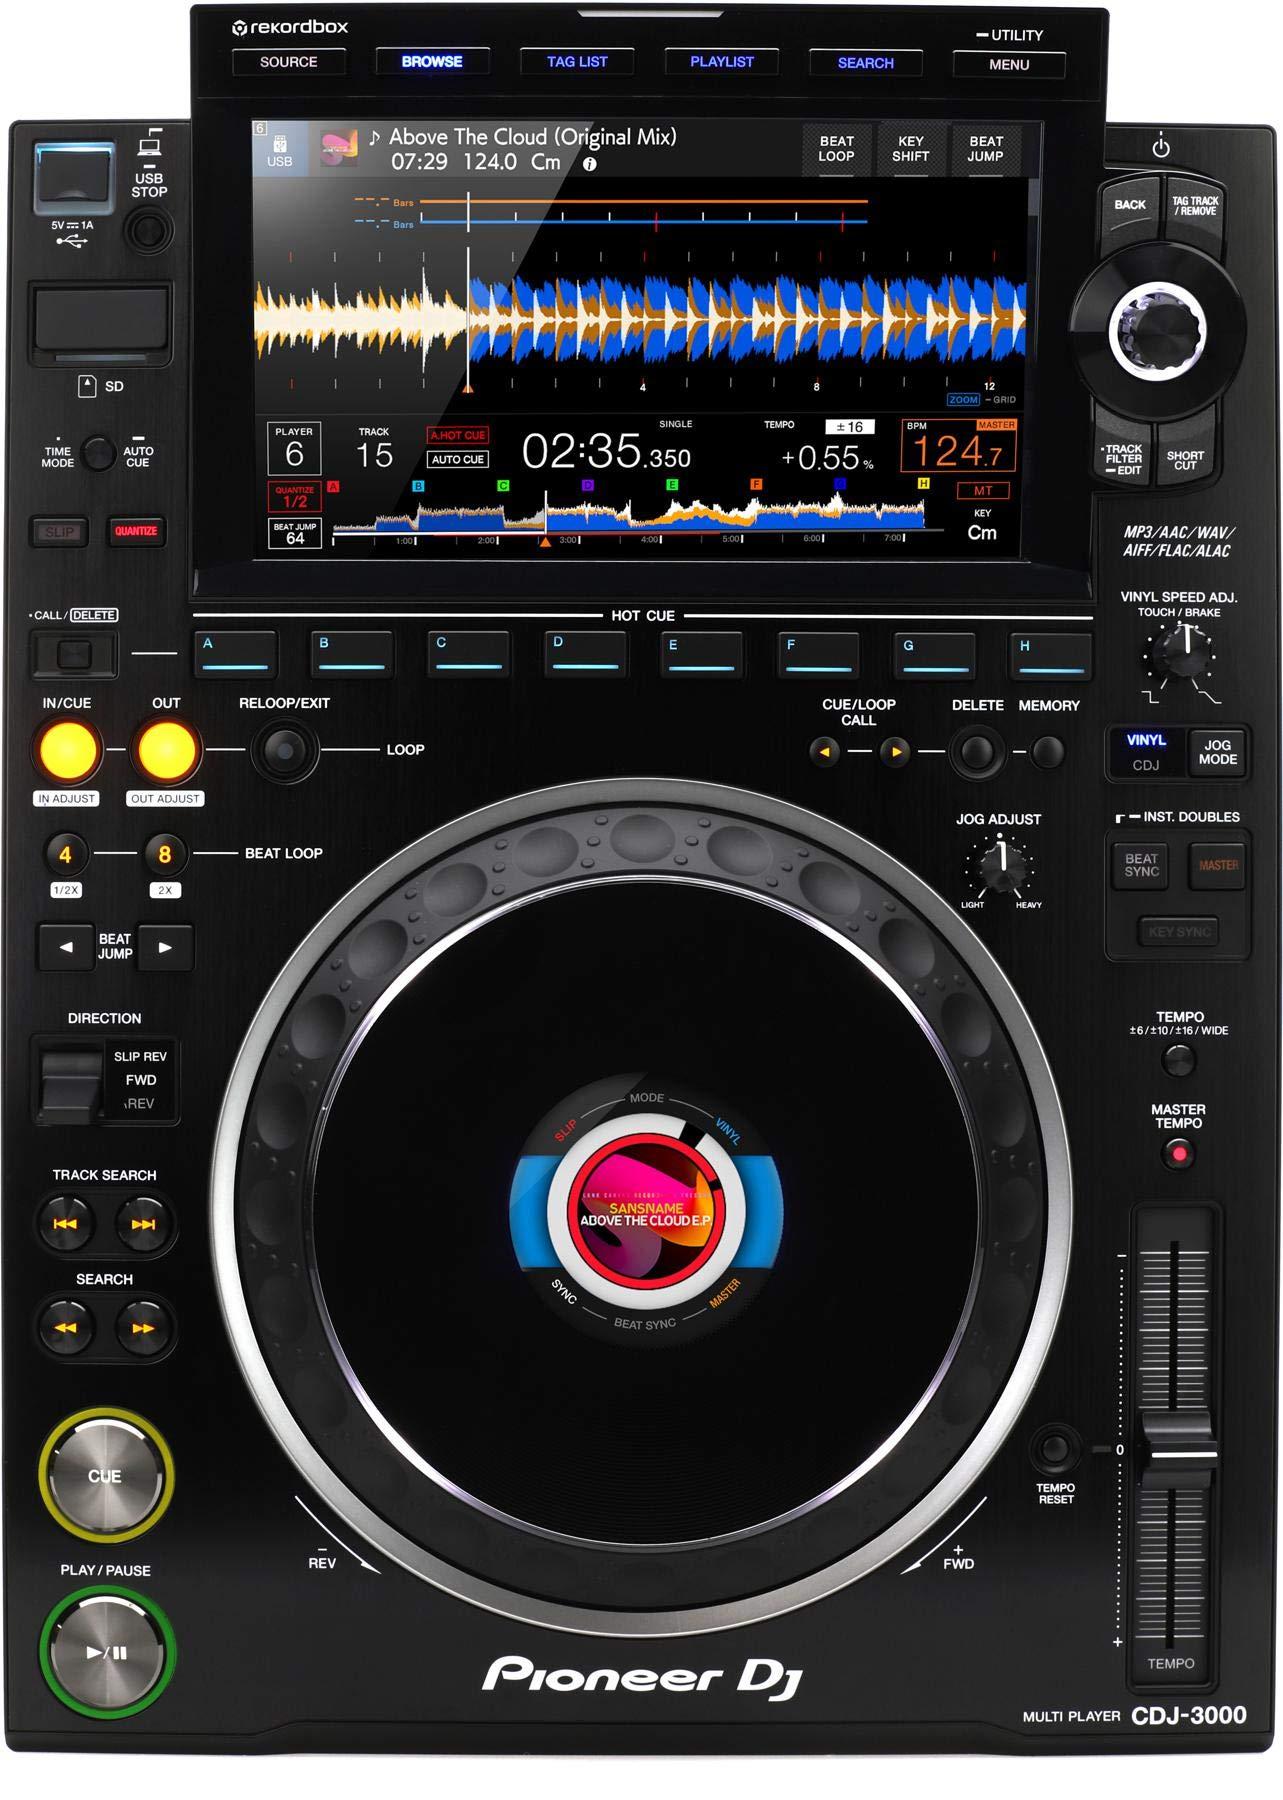 rekordbox
UTILITY
SOURCE
BROWSE
TAG LIST
PLAYLIST
SEARCH
MENU
6
USB
♪ Above The Cloud (Original Mix)
07:29 124.0 Cm i
BEAT LOOP
KEY SHIFT
BEAT JUMP
--.- Bars
--.- Bars
4 8 12
ZOOM - GRID
PLAYER
6
TRACK
15
A.HOT CUE
AUTO CUE
SINGLE
02:35.350
TEMPO
±16
+0.55%
BPM
MASTER
124.7
QUANTIZE
1/2
BEAT JUMP
64
A B C D E F G H
1:00 2:00 3:00 4:00 5:00 6:00 7:00
MT
KEY
Cm
USB
STOP
5V 1A
SD
TIME
MODE
AUTO
CUE
SLIP
QUANTIZE
BACK
TAG TRACK
/ REMOVE
·TRACK
FILTER
EDIT
SHORT
CUT
MP3/AAC/WAV/
AIFF/FLAC/ALAC
VINYL SPEED ADJ.
TOUCH / BRAKE
· CALL / DELETE
HOT CUE
A B C D E F G H
IN/CUE
OUT
RELOOP/EXIT
LOOP
IN ADJUST
OUT ADJUST
CUE/LOOP
CALL
DELETE
MEMORY
VINYL
CDJ
JOG
MODE
4
8
BEAT LOOP
1/2X
2X
JOG ADJUST
LIGHT
HEAVY
INST. DOUBLES
BEAT
SYNC
MASTER
KEY SYNC
BEAT
JUMP
DIRECTION
SLIP REV
FWD
REV
TEMPO
±6/±10/±16/WIDE
MASTER
TEMPO
MODE
SLIP
VINYL
SANSNAME
ABOVE THE CLOUD E.P.
SYNC
MASTER
BEAT SYNC
TRACK SEARCH
SEARCH
CUE
PLAY / PAUSE
−
REV
+
FWD
TEMPO
RESET
−
0
+
TEMPO
Pioneer Dj
MULTI PLAYER CDJ-3000